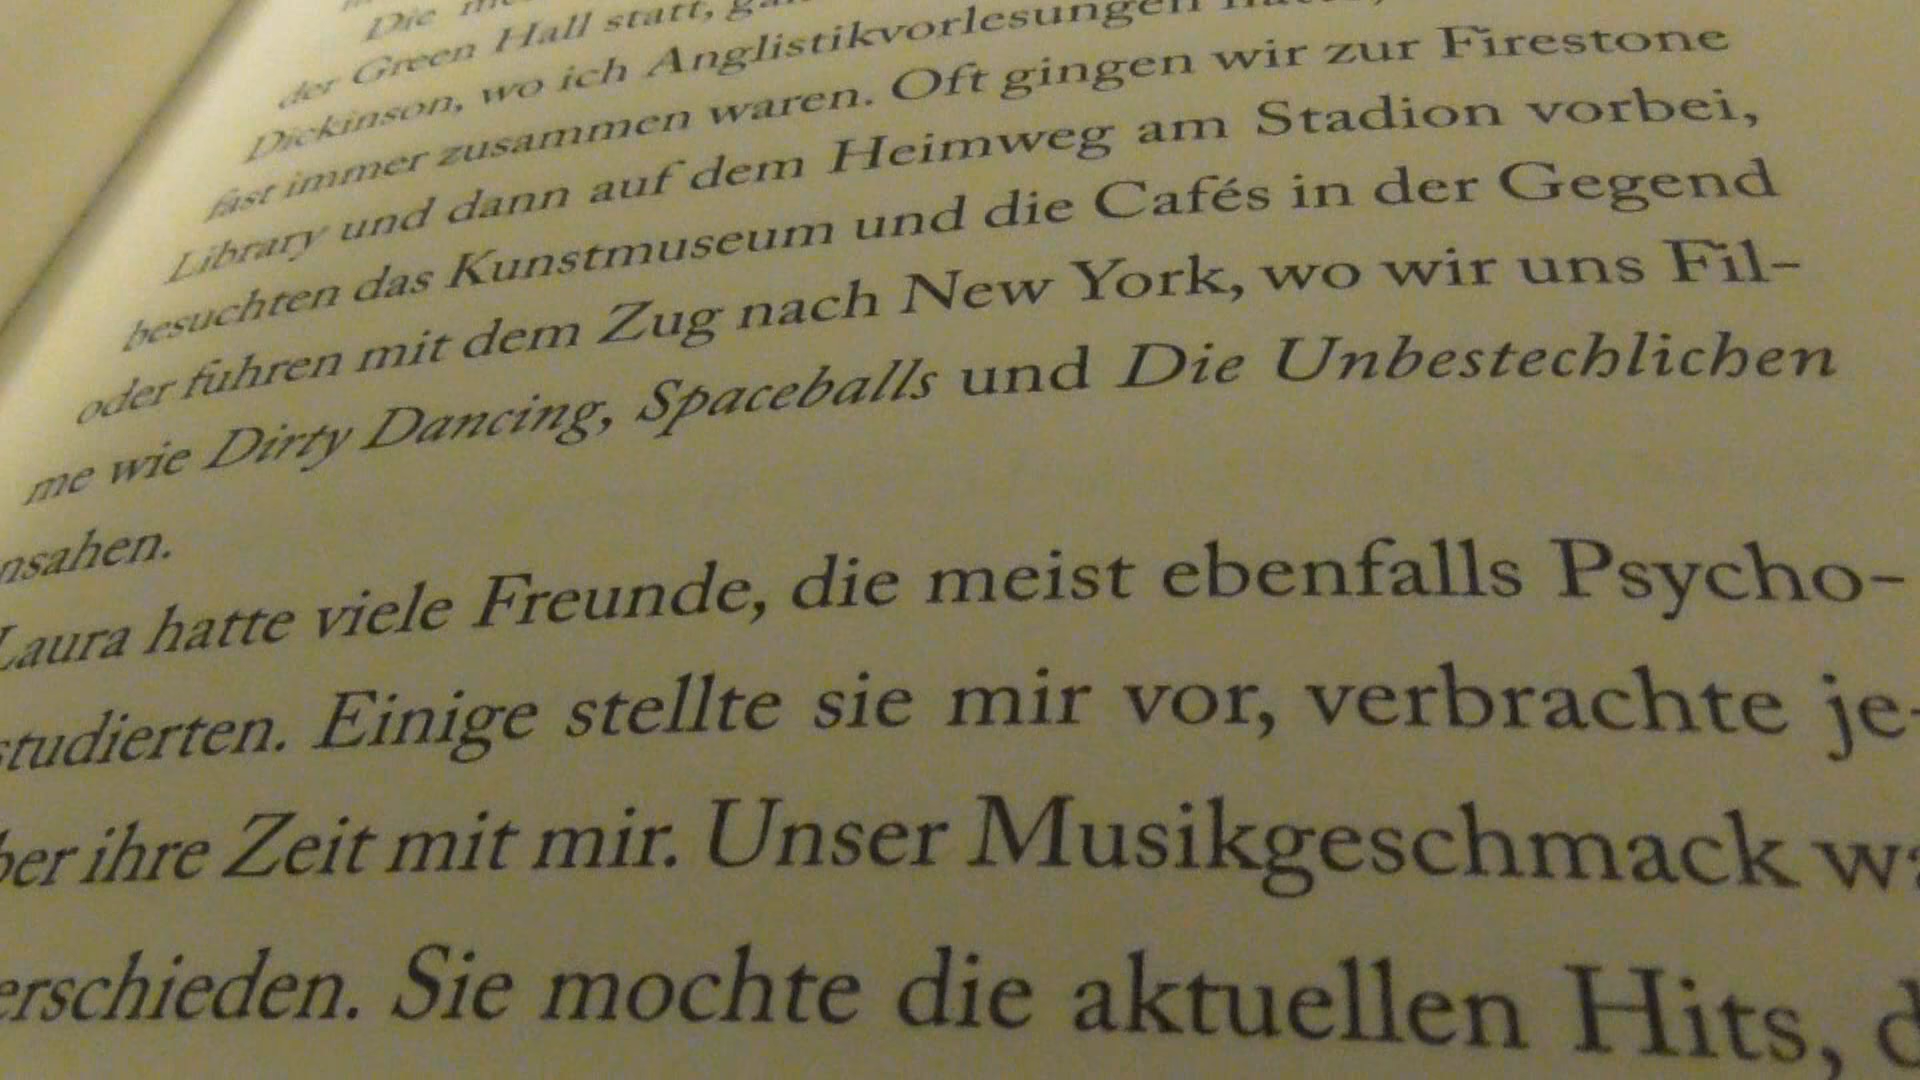 Die
der Green Hall statt,
Dickinson, wo ich Anglistikvorlesungen
fast immer zusammen waren. Oft gingen wir zur Firestone
Library und dann auf dem Heimweg am Stadion vorbei,
besuchten das Kunstmuseum und die Cafés in der Gegend
oder fuhren mit dem Zug nach New York, wo wir uns Fil-
me wie Dirty Dancing, Spaceballs und Die Unbestechlichen
nsahen.
Laura hatte viele Freunde, die meist ebenfalls Psycho-
studierten. Einige stellte sie mir vor, verbrachte je-
ber ihre Zeit mit mir. Unser Musikgeschmack wa
erschieden. Sie mochte die aktuellen Hits, d